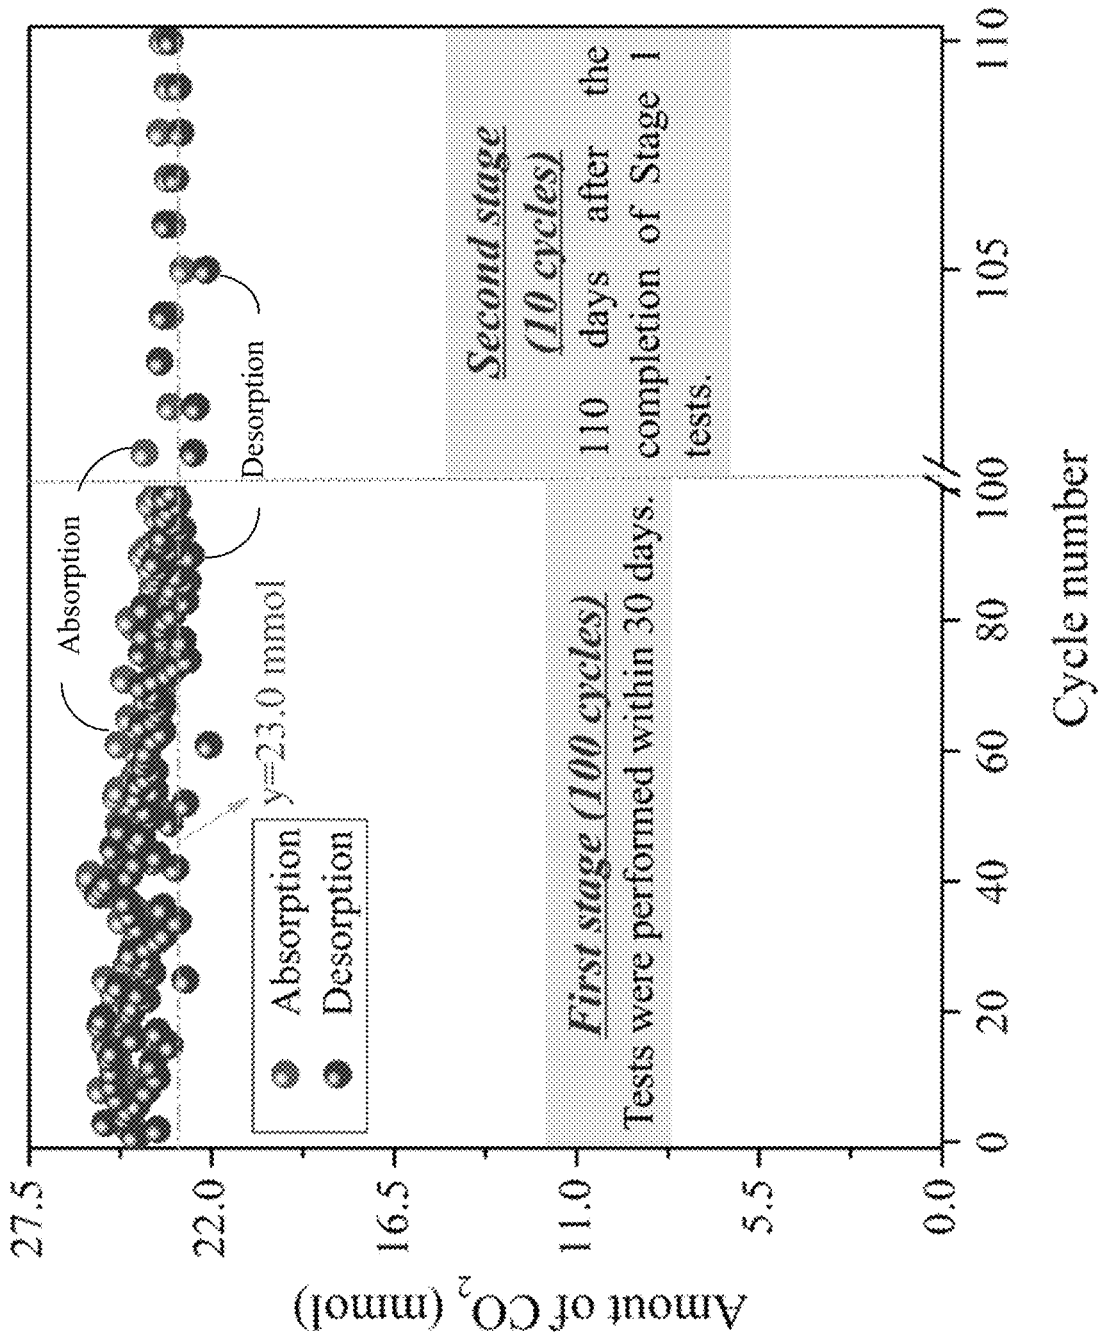 Amout of CO₂ (mmol)
27.5
22.0
16.5
11.0
5.5
0.0
Absorption
Desorption
y=23.0 mmol
Absorption
Desorption
First stage (100 cycles)
Tests were performed within 30 days.
Second stage
(10 cycles)
110 days after the
completion of Stage 1
tests.
0
20
40
60
80
100
105
110
Cycle number